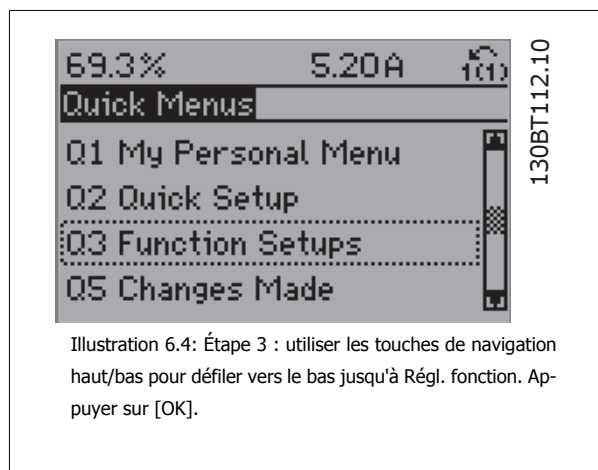 69.3% 5.20A 1(1)
Quick Menus
Q1 My Personal Menu
Q2 Quick Setup
Q3 Function Setups
Q5 Changes Made
130BT112.10
Illustration 6.4: Étape 3 : utiliser les touches de navigation
haut/bas pour défiler vers le bas jusqu'à Régl. fonction. Ap-
puyer sur [OK].